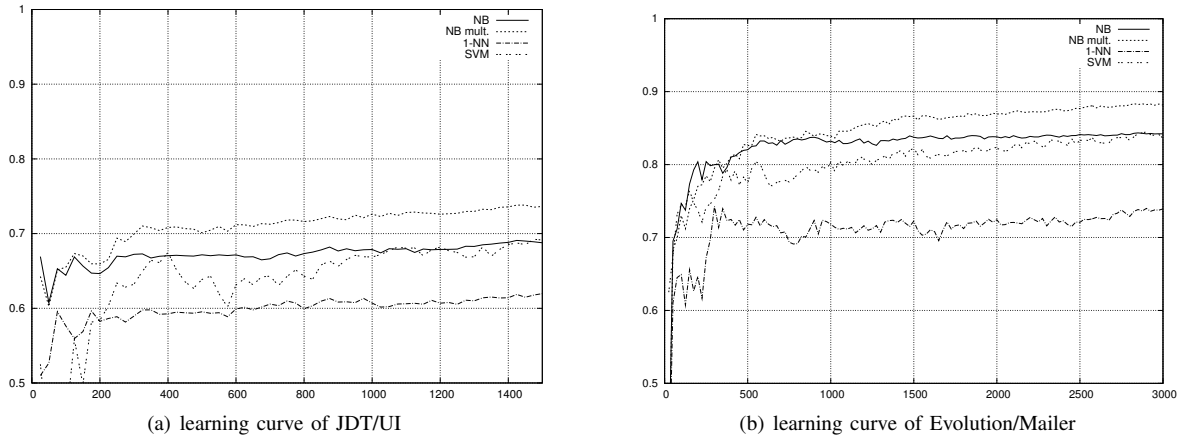 1
0.9
0.8
0.7
0.6
0.5
0 200 400 600 800 1000 1200 1400
NB
NB mult.
1-NN
SVM
(a) learning curve of JDT/UI
1
0.9
0.8
0.7
0.6
0.5
0 500 1000 1500 2000 2500 3000
NB
NB mult.
1-NN
SVM
(b) learning curve of Evolution/Mailer